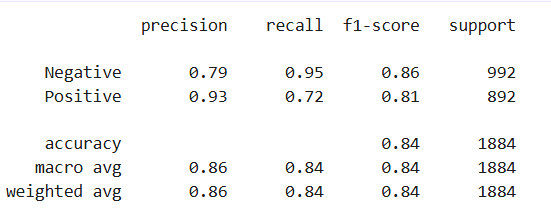 precision recall f1-score support
Negative 0.79 0.95 0.86 992
Positive 0.93 0.72 0.81 892
accuracy 0.84 1884
macro avg 0.86 0.84 0.84 1884
weighted avg 0.86 0.84 0.84 1884